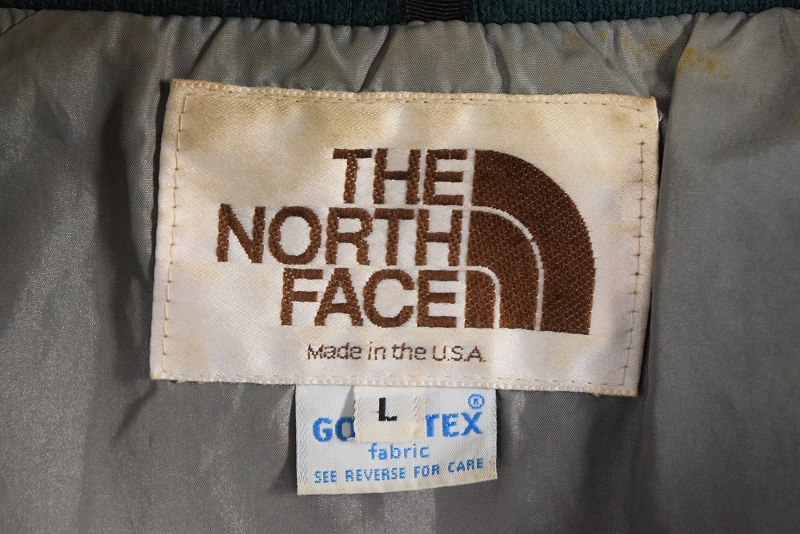 THE
NORTH
FACE
Made in the U.S.A.
L
GO TEX®
fabric
SEE REVERSE FOR CARE